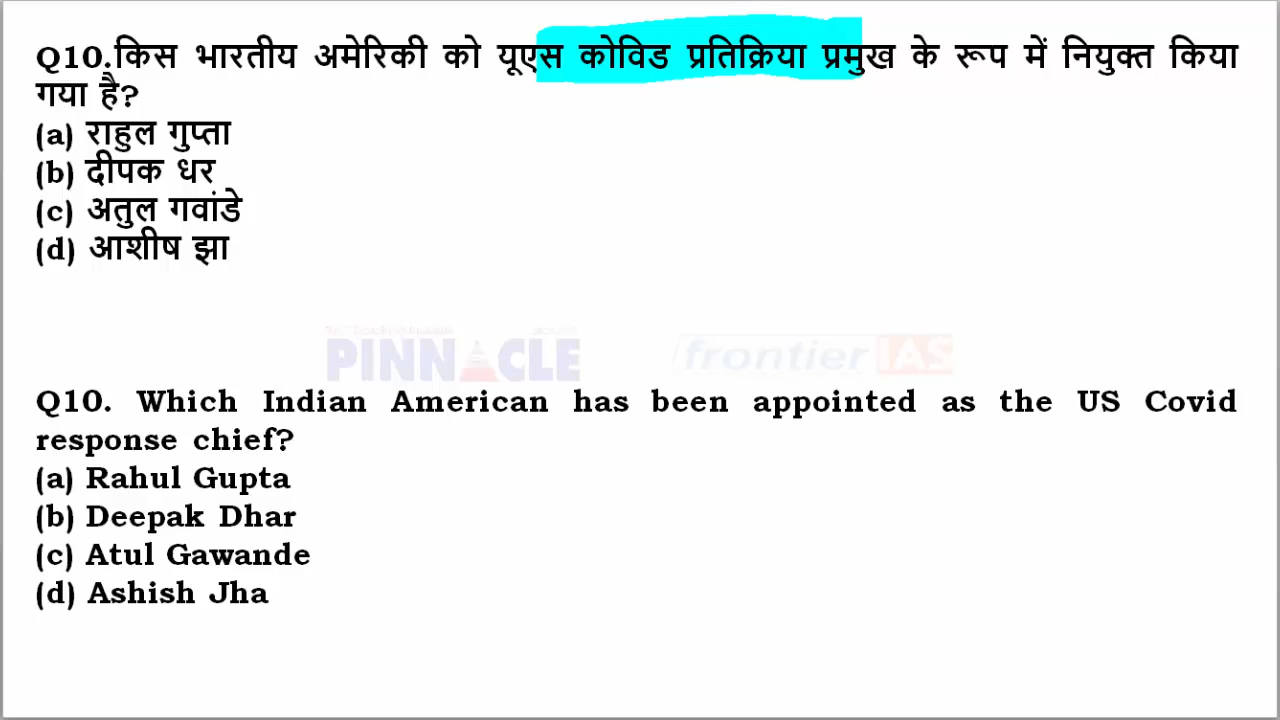 Q10.किस भारतीय अमेरिकी को यूएस कोविड प्रतिक्रिया प्रमुख के रूप में नियुक्त किया
गया है?
(a) राहुल गुप्ता
(b) दीपक धर
(c) अतुल गवांडे
(d) आशीष झा
PINNACLE
frontier IAS
Q10. Which Indian American has been appointed as the US Covid
response chief?
(a) Rahul Gupta
(b) Deepak Dhar
(c) Atul Gawande
(d) Ashish Jha